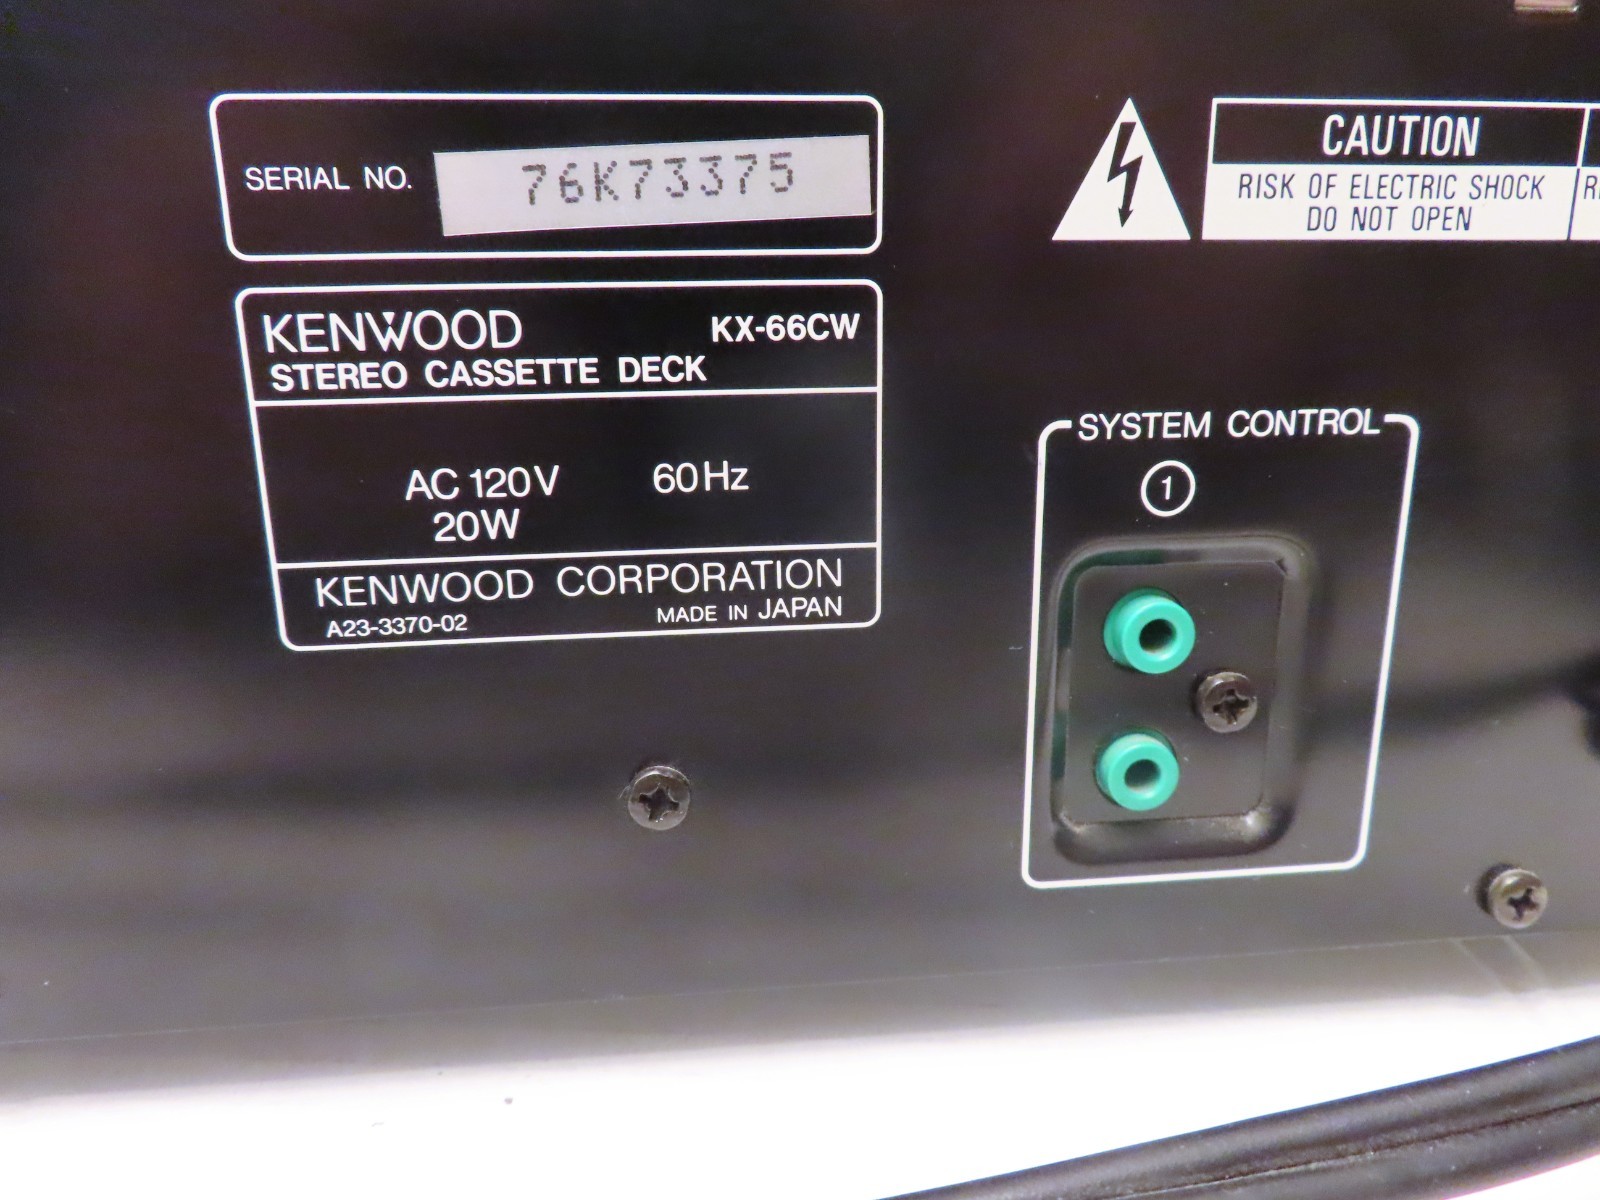 SERIAL NO. 76K73375
KENWOOD KX-66CW
STEREO CASSETTE DECK
AC 120V 60Hz
20W
KENWOOD CORPORATION
A23-3370-02 MADE IN JAPAN
CAUTION
RISK OF ELECTRIC SHOCK
DO NOT OPEN
SYSTEM CONTROL
1